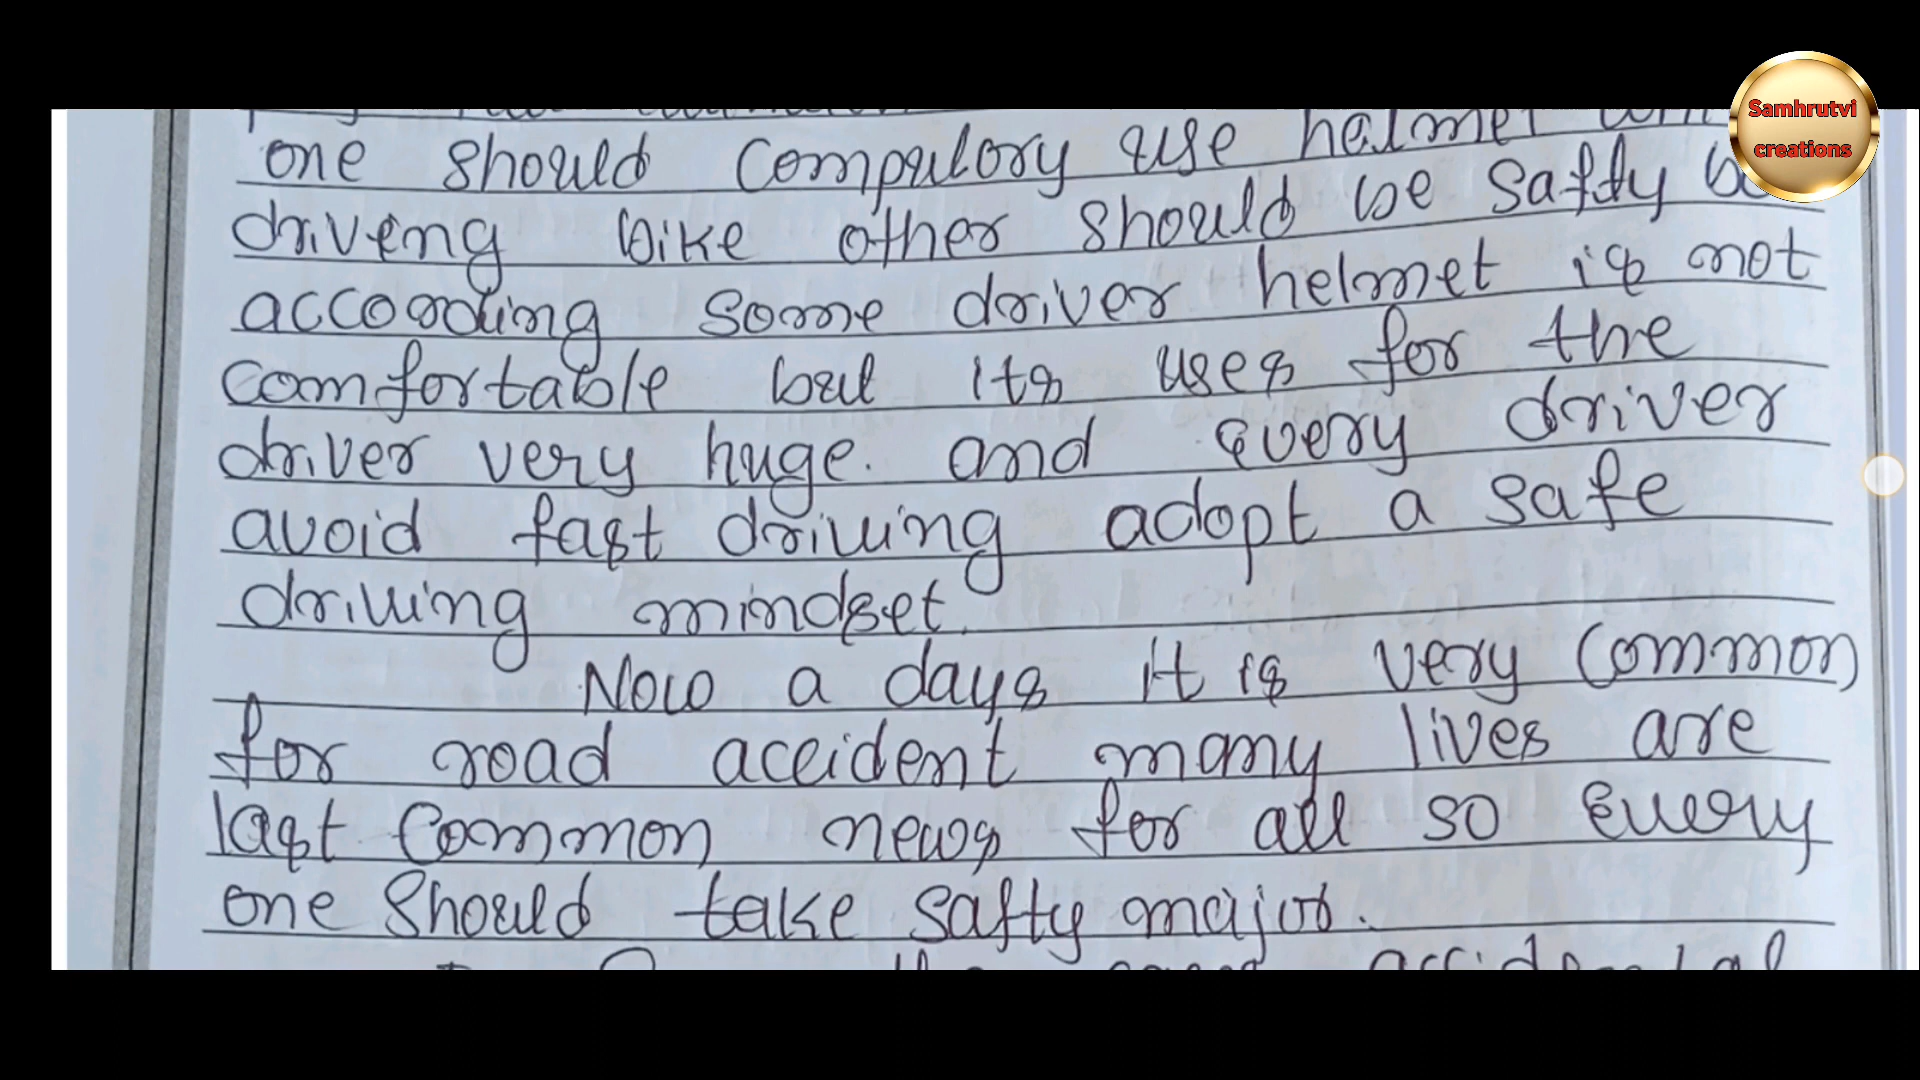 Samhrutvi
creations
one should compulory use helmet
driveng bike other should be safty
according some driver helmet is not
comfortable but its uses for the
driver very huge. and every driver
avoid fast driving adopt a safe
driving mindset.
Now a days it is very common
for road accident many lives are
last common news for all so every
one should take safty major.